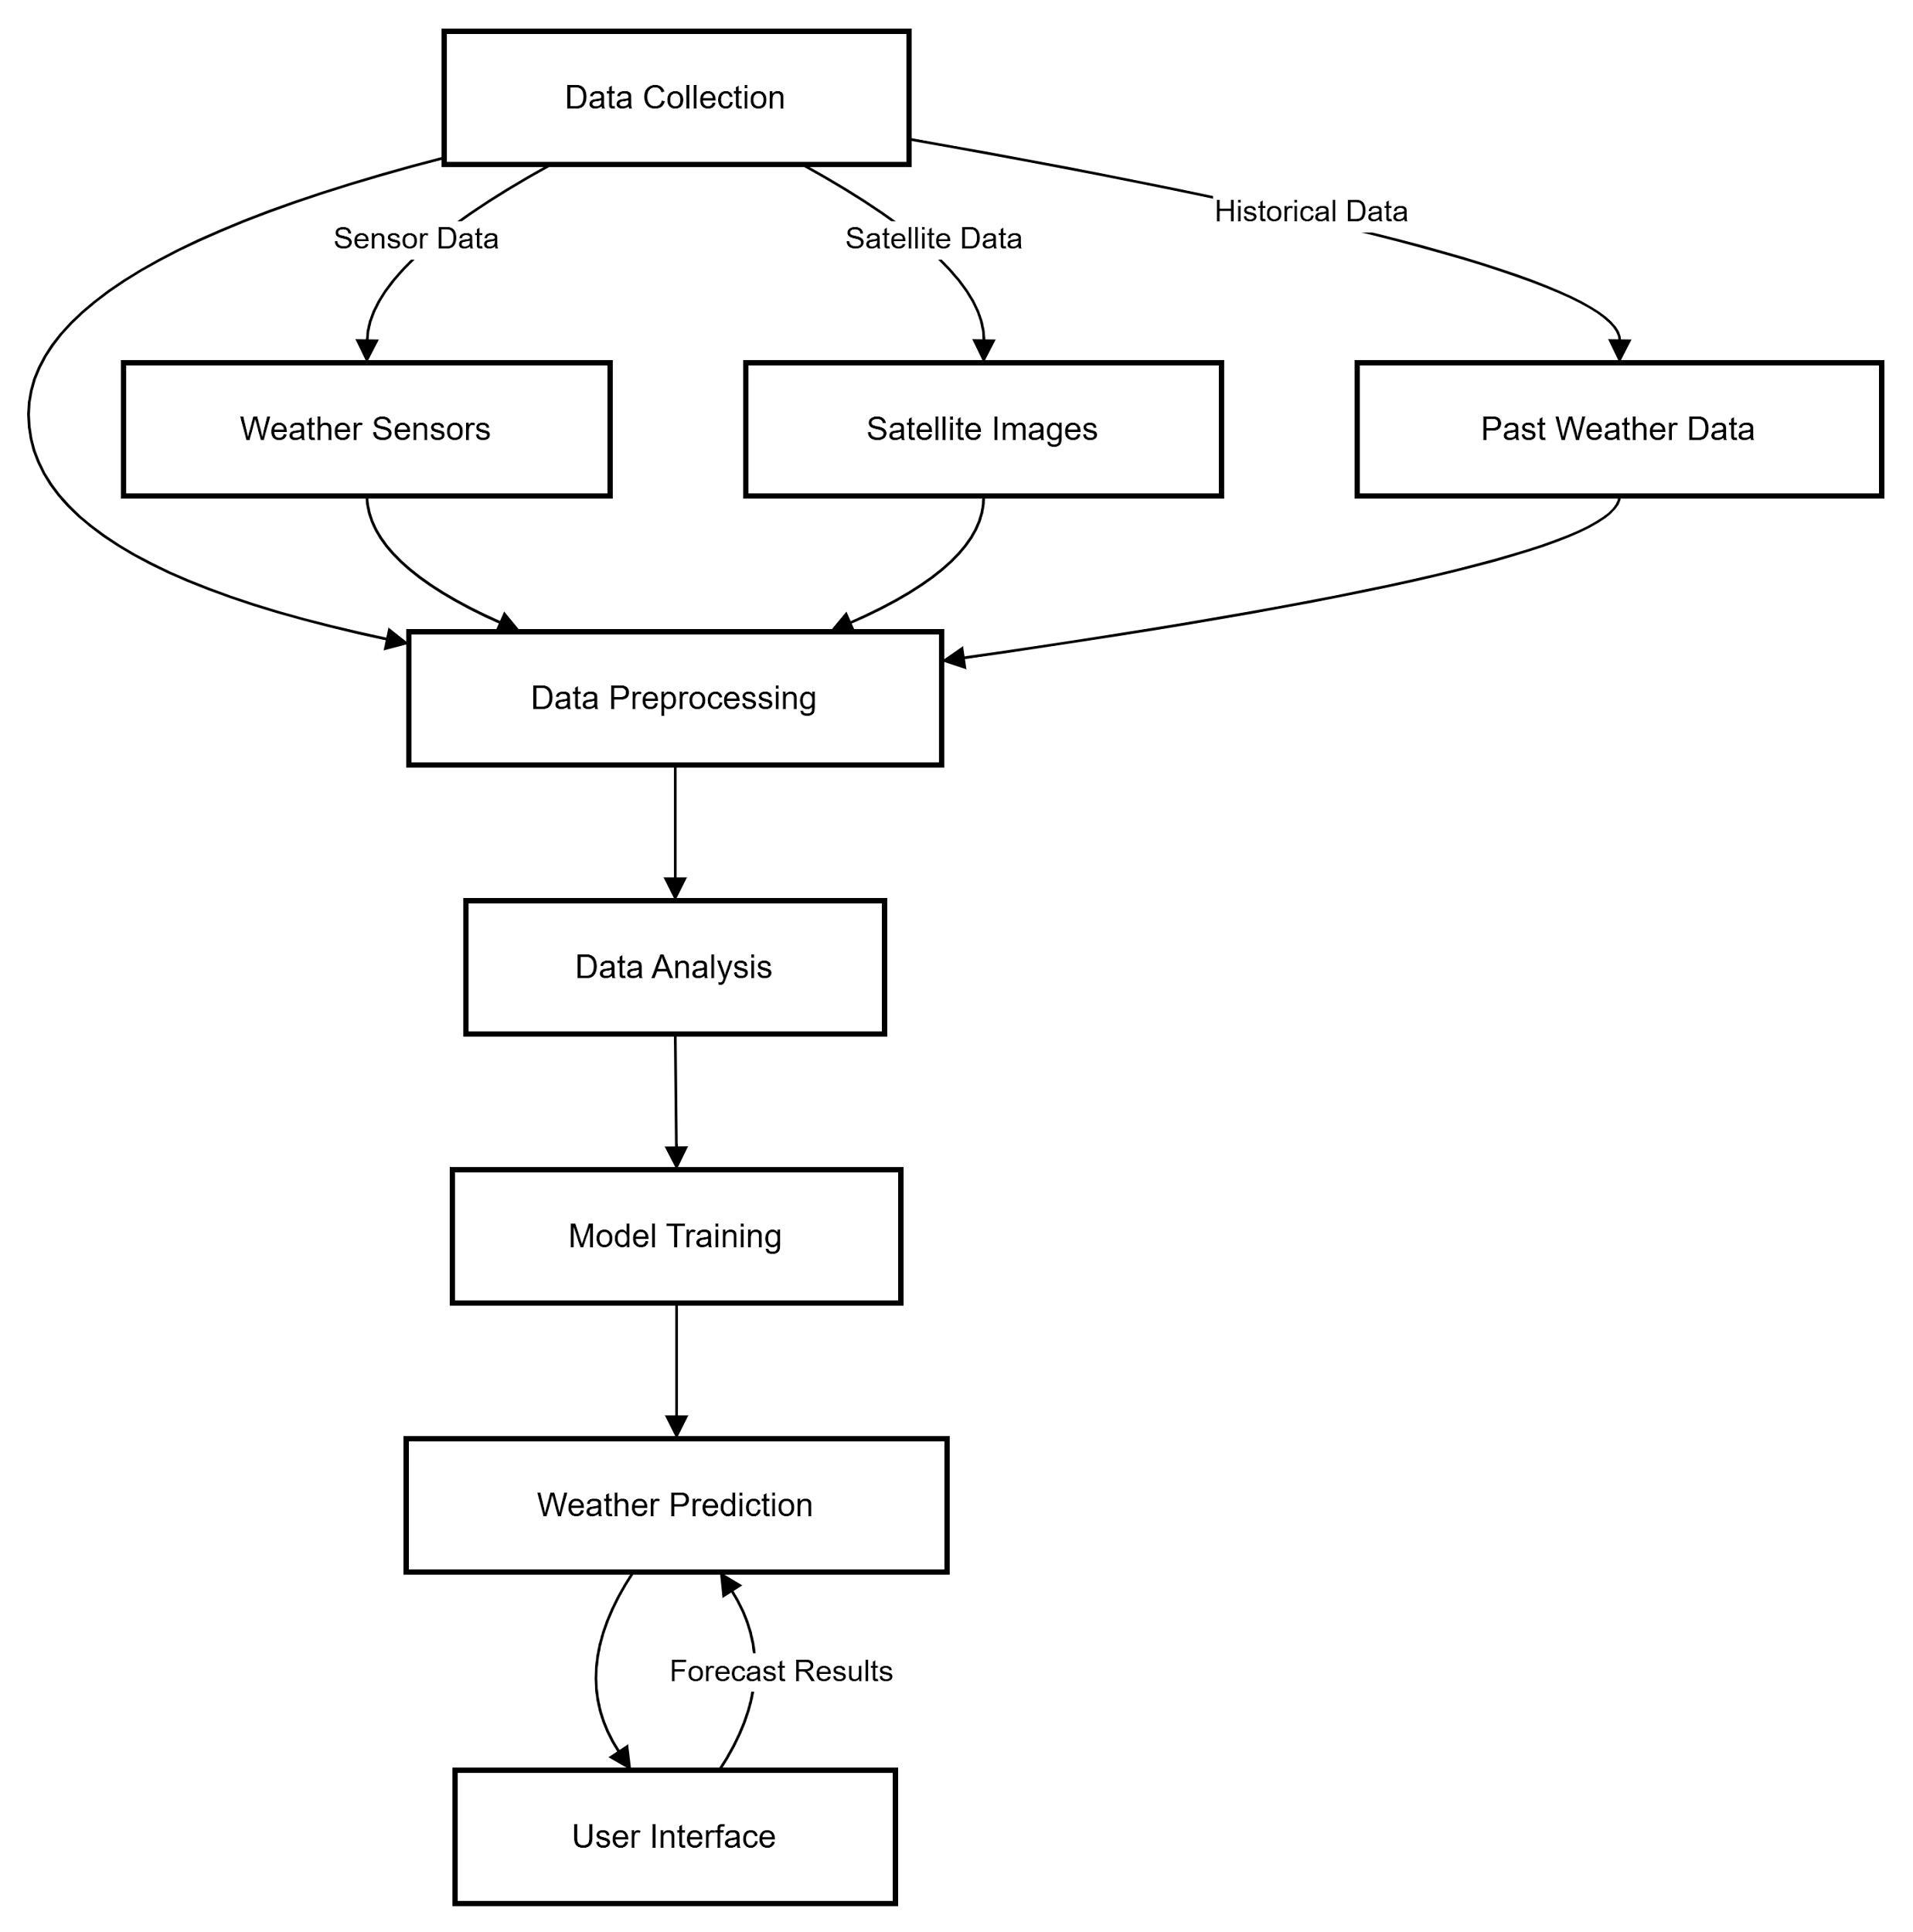 Data Collection
Historical Data
Sensor Data
Satellite Data
Weather Sensors
Satellite Images
Past Weather Data
Data Preprocessing
Data Analysis
Model Training
Weather Prediction
Forecast Results
User Interface